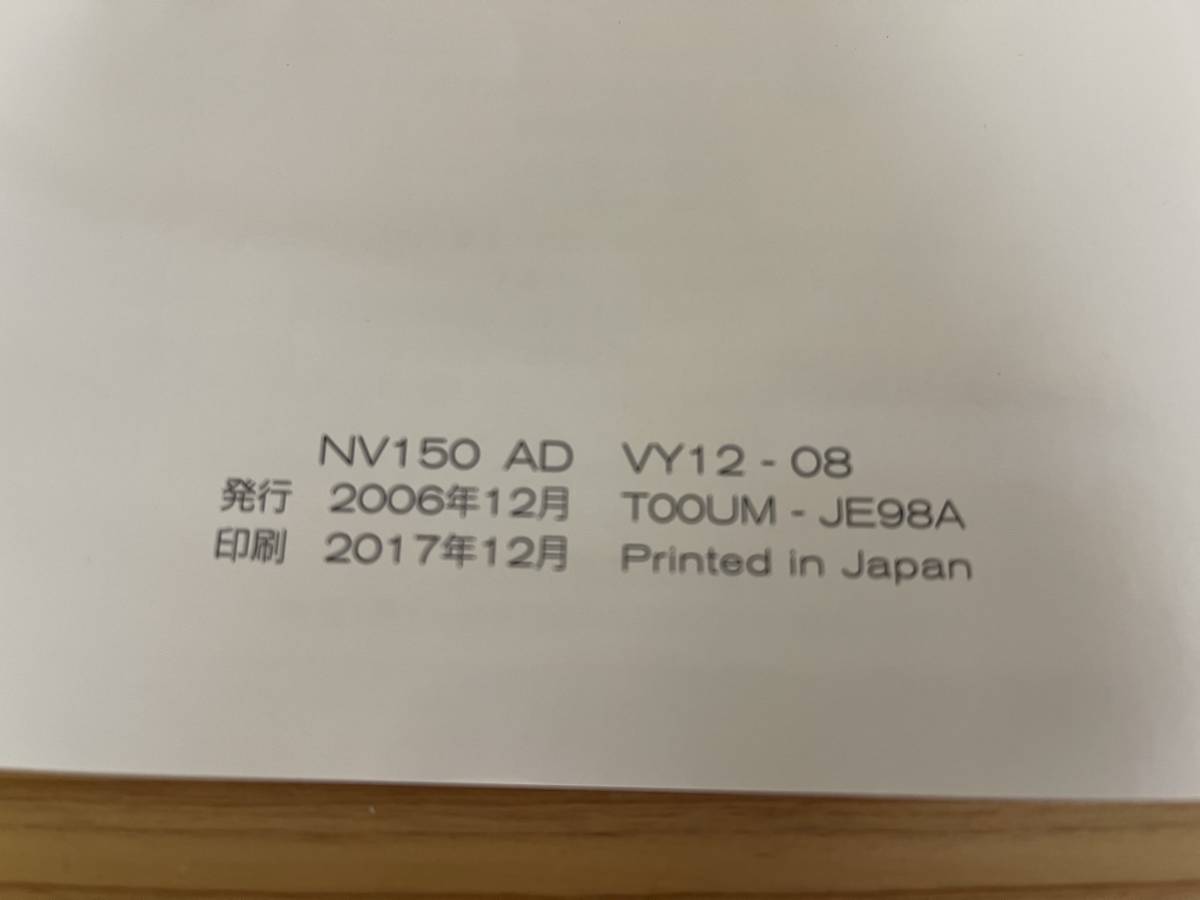 NV150 AD VY12-08
発行 2006年12月 T00UM-JE98A
印刷 2017年12月 Printed in Japan